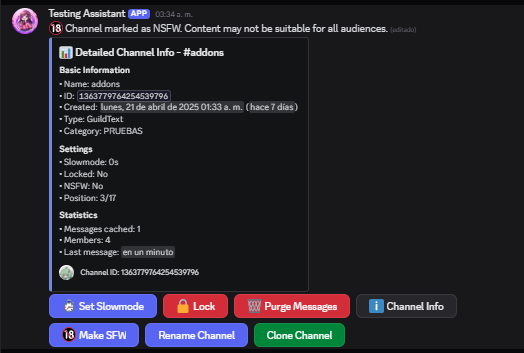 Testing Assistant APP 03:34 a. m.
🔞 Channel marked as NSFW. Content may not be suitable for all audiences. (editado)
📊 Detailed Channel Info - #addons
Basic Information
• Name: addons
• ID: 1363779764254539796
• Created: lunes, 21 de abril de 2025 01:33 a. m. (hace 7 días)
• Type: GuildText
• Category: PRUEBAS
Settings
• Slowmode: 0s
• Locked: No
• NSFW: No
• Position: 3/17
Statistics
• Messages cached: 1
• Members: 4
• Last message: en un minuto
Channel ID: 1363779764254539796
Set Slowmode Lock Purge Messages Channel Info
🔞 Make SFW Rename Channel Clone Channel